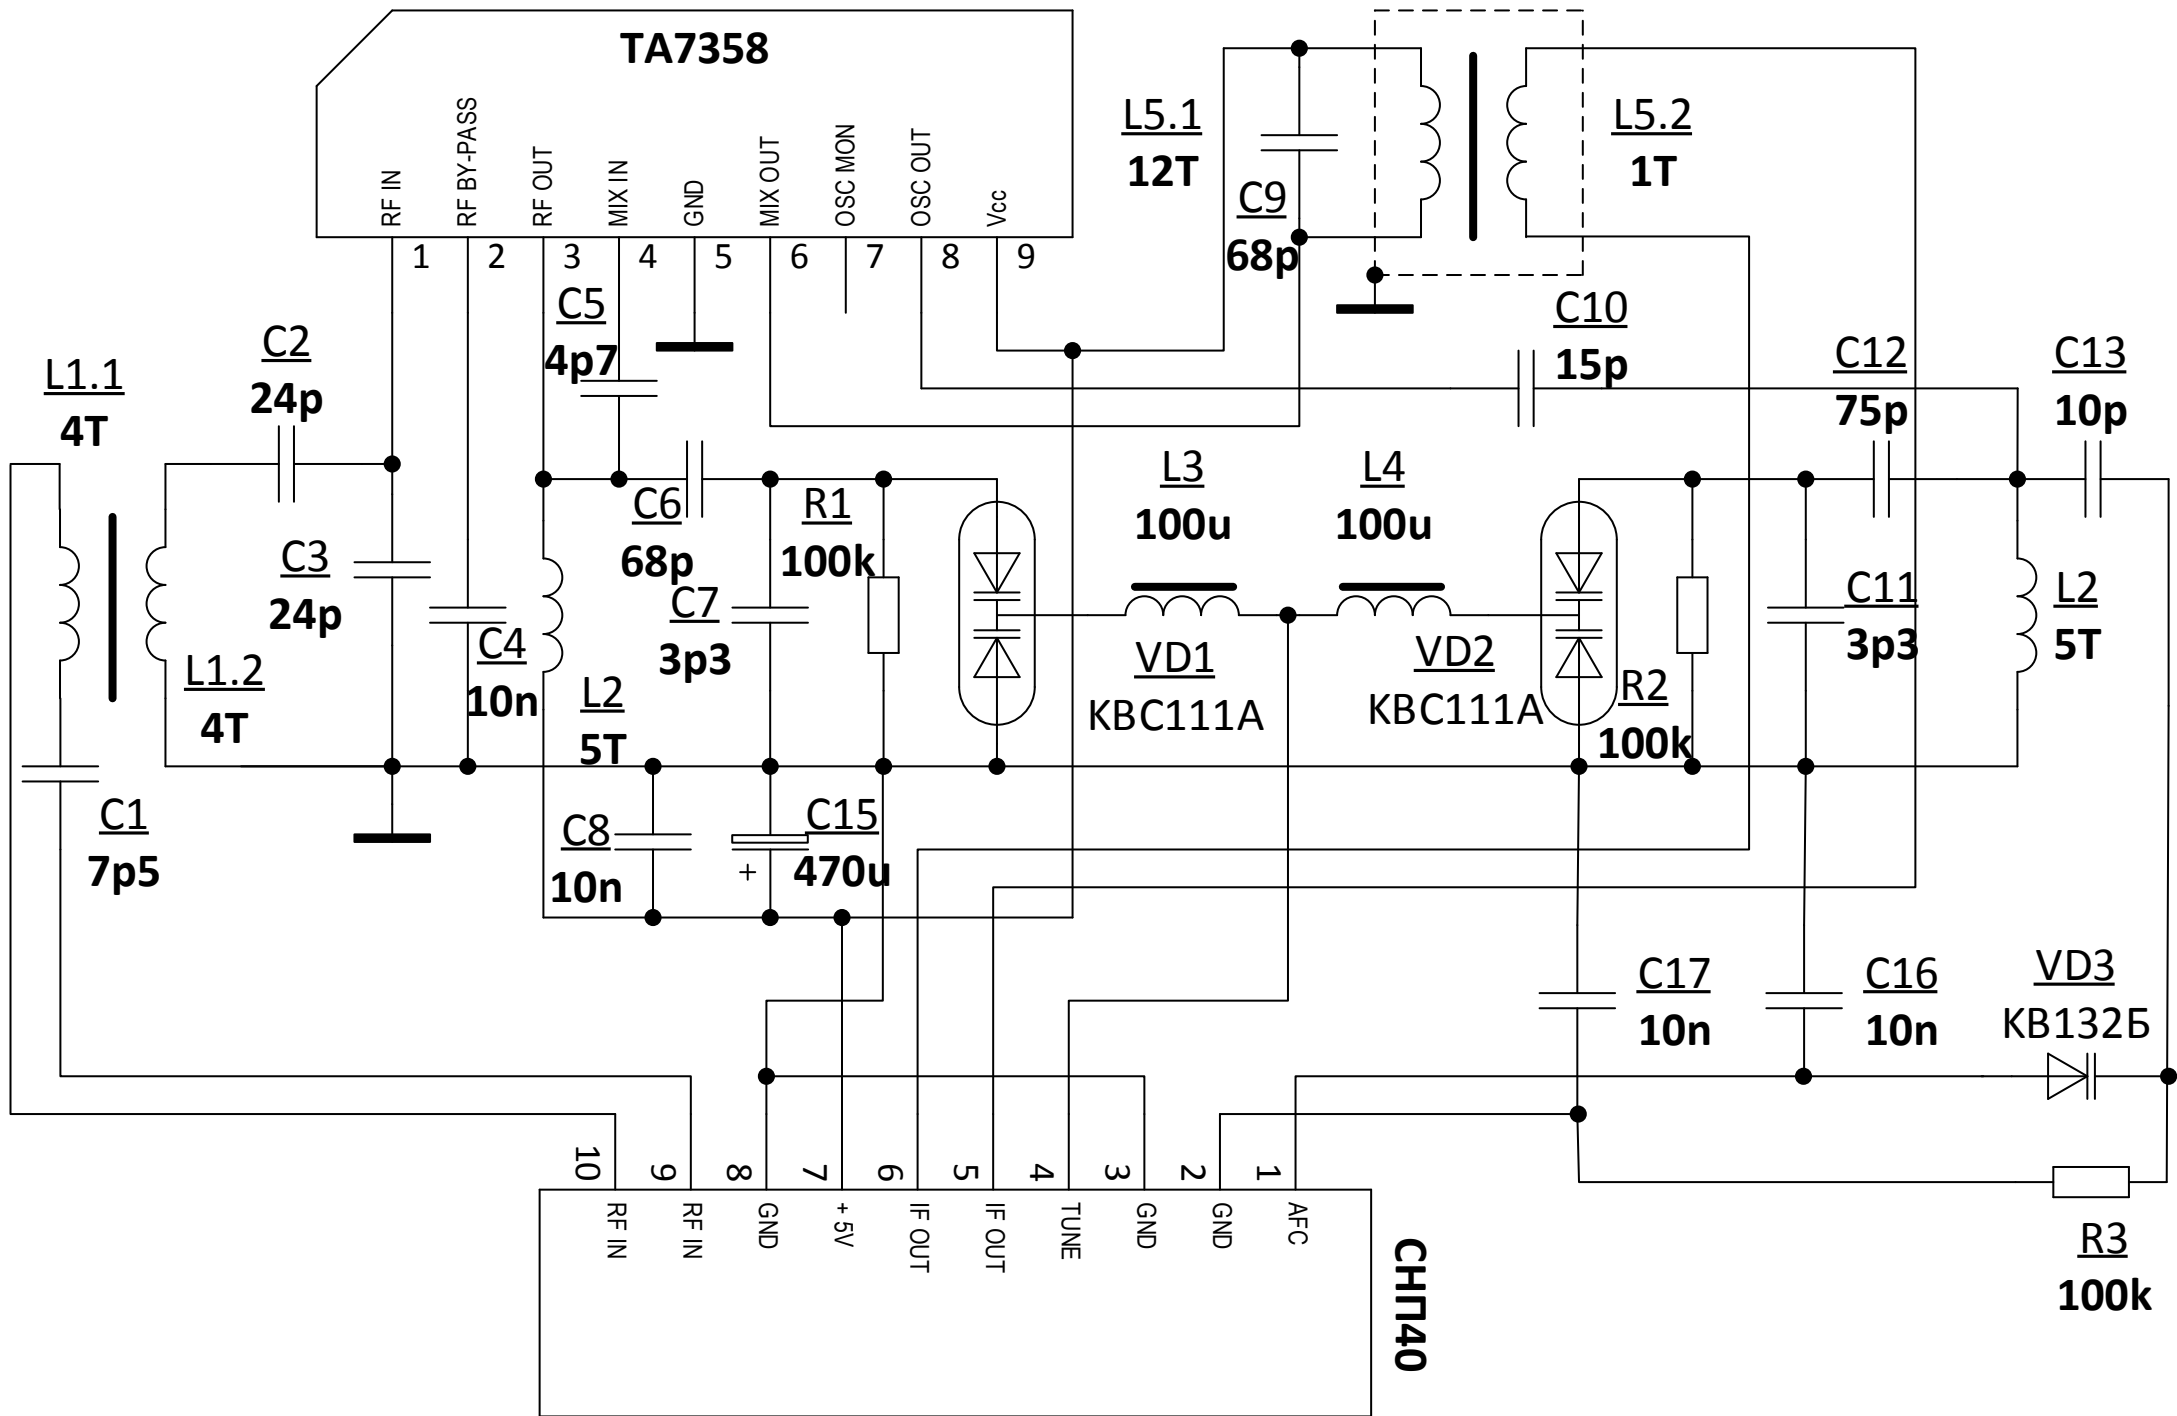 TA7358
RF IN
RF BY-PASS
RF OUT
MIX IN
GND
MIX OUT
OSC MON
OSC OUT
Vcc
1
2
3
4
5
6
7
8
9
L5.1
12T
C9
68p
L5.2
1T
C5
4p7
C2
24p
L1.1
4T
C10
15p
C12
75p
C13
10p
C3
24p
C6
68p
R1
100k
L3
100u
L4
100u
C7
3p3
C11
3p3
L2
5T
L1.2
4T
C4
10n
L2
5T
VD1
КВС111А
VD2
КВС111А
R2
100k
C1
7p5
C8
10n
C15
470u
+
C17
10n
C16
10n
VD3
КВ132Б
10
9
8
7
6
5
4
3
2
1
RF IN
RF IN
GND
+ 5V
IF OUT
IF OUT
TUNE
GND
GND
AFC
СНП40
R3
100k